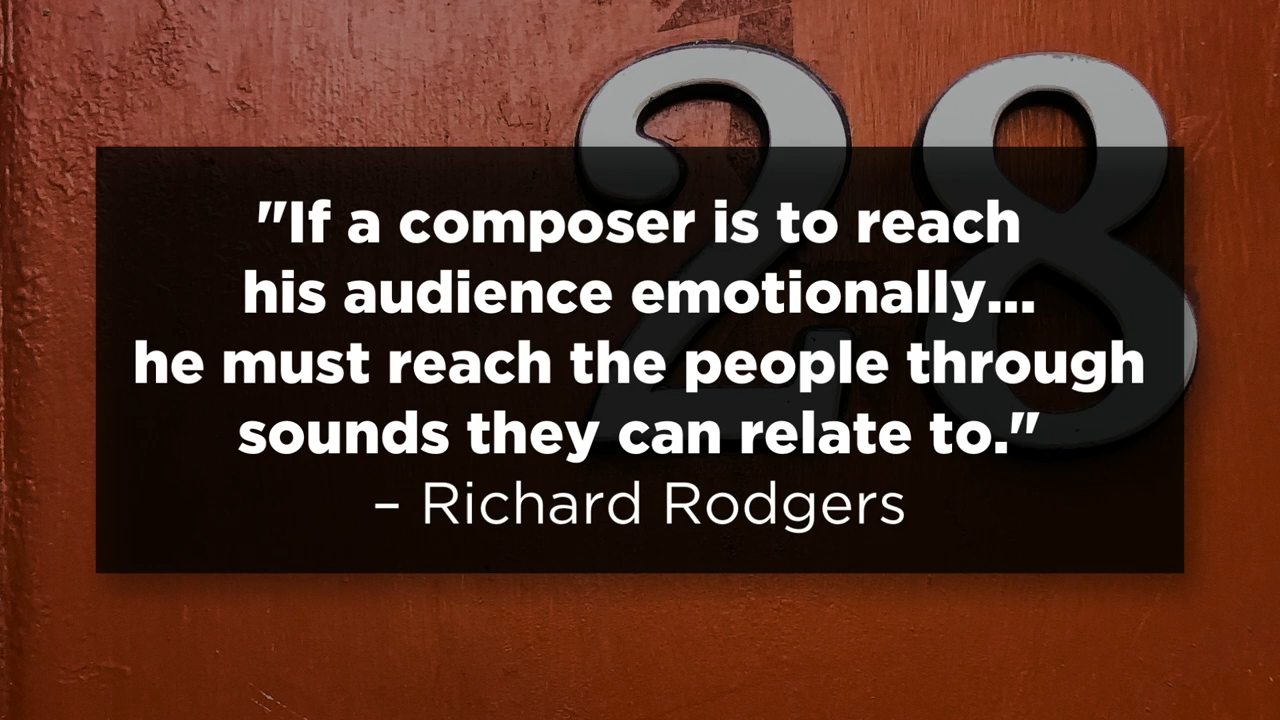 28
"If a composer is to reach
his audience emotionally...
he must reach the people through
sounds they can relate to."
– Richard Rodgers